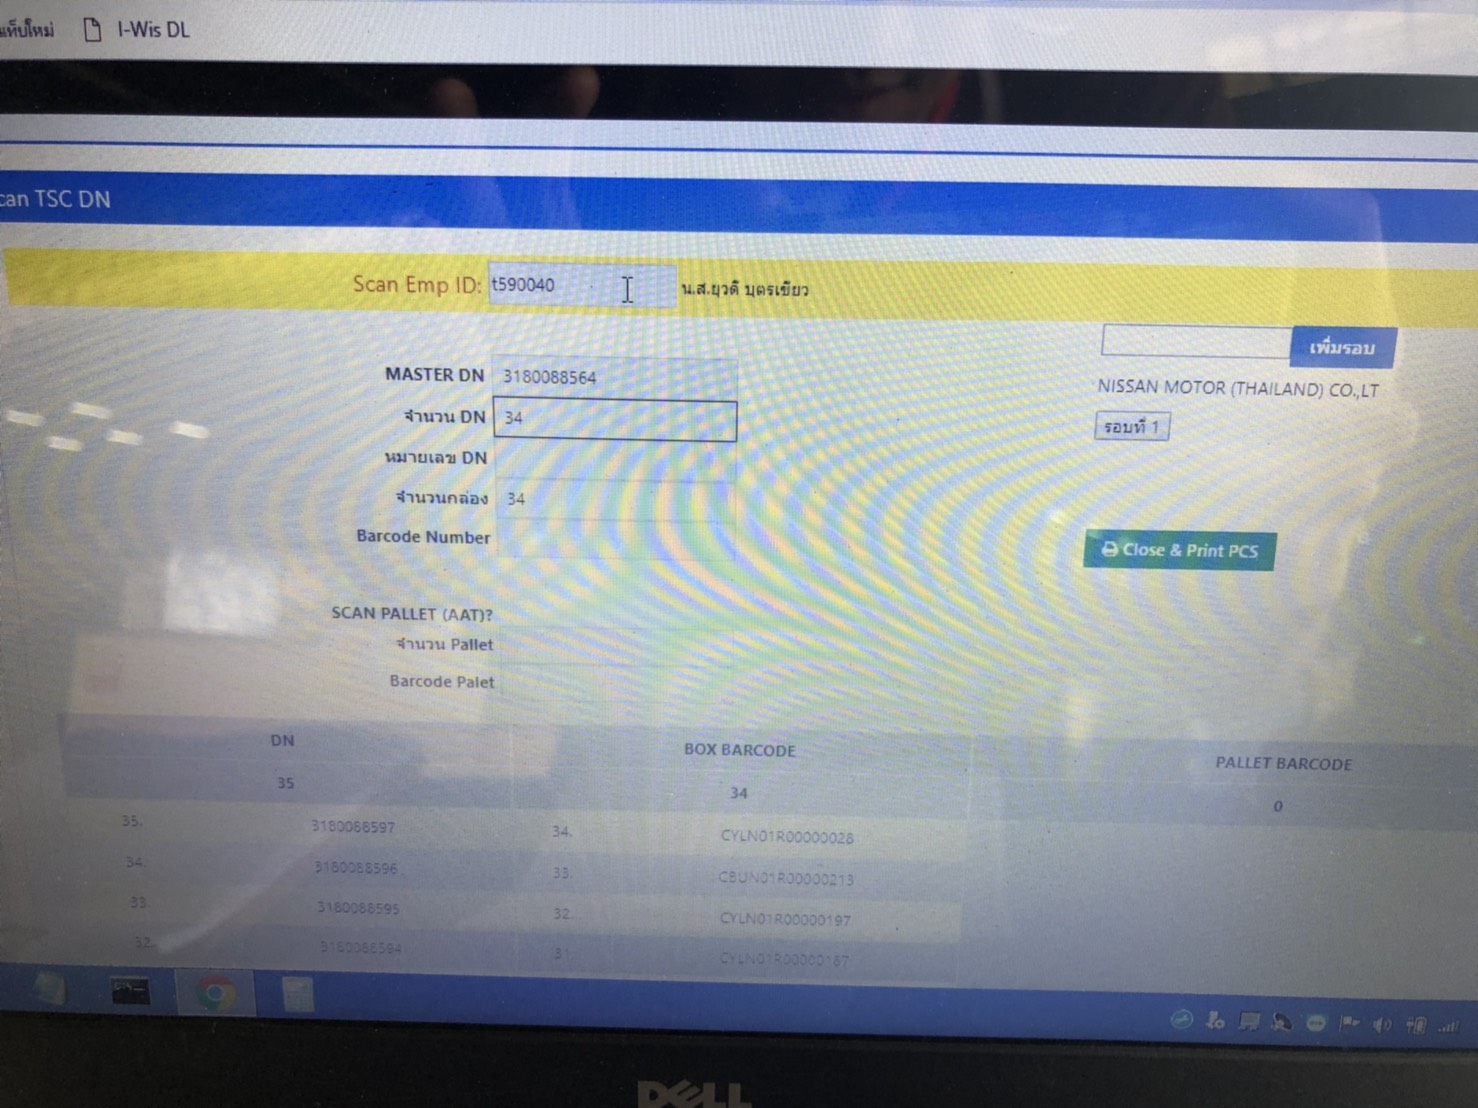 แท็บใหม่ I-Wis DL
can TSC DN
Scan Emp ID: t590040 น.ส.ยุวดี บุตรเขียว
เพิ่มรอบ
MASTER DN 3180088564
NISSAN MOTOR (THAILAND) CO.,LT
จำนวน DN 34
รอบที่ 1
หมายเลข DN
จำนวนกล่อง 34
Barcode Number
Close & Print PCS
SCAN PALLET (AAT)?
จำนวน Pallet
Barcode Palet
DN BOX BARCODE PALLET BARCODE
35 34 0
35. 3180088597 34. CYLN01R00000028
34. 3180088596 33. CBUN01R00000213
33. 3180088595 32. CYLN01R00000197
32. 3180088594 31. CYLN01R00000187
DELL